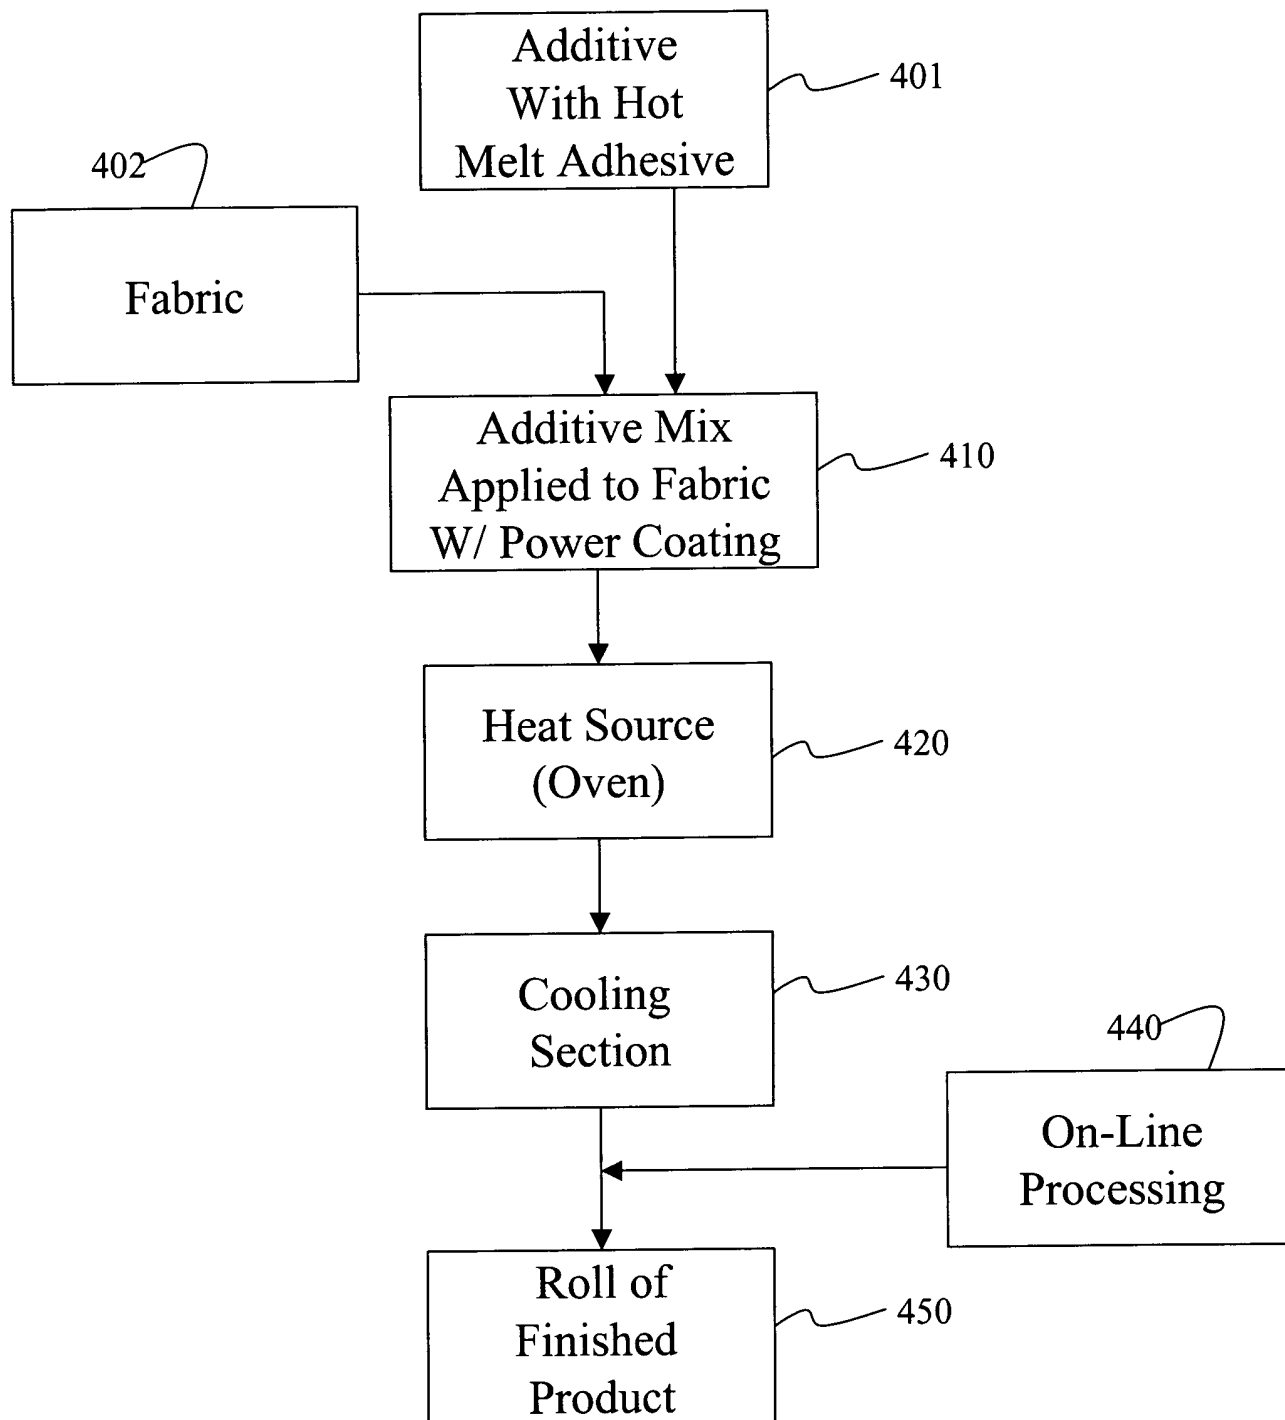 Additive
With Hot
Melt Adhesive
401
402
Fabric
Additive Mix
Applied to Fabric
W/ Power Coating
410
Heat Source
(Oven)
420
Cooling
Section
430
440
On-Line
Processing
Roll of
Finished
Product
450